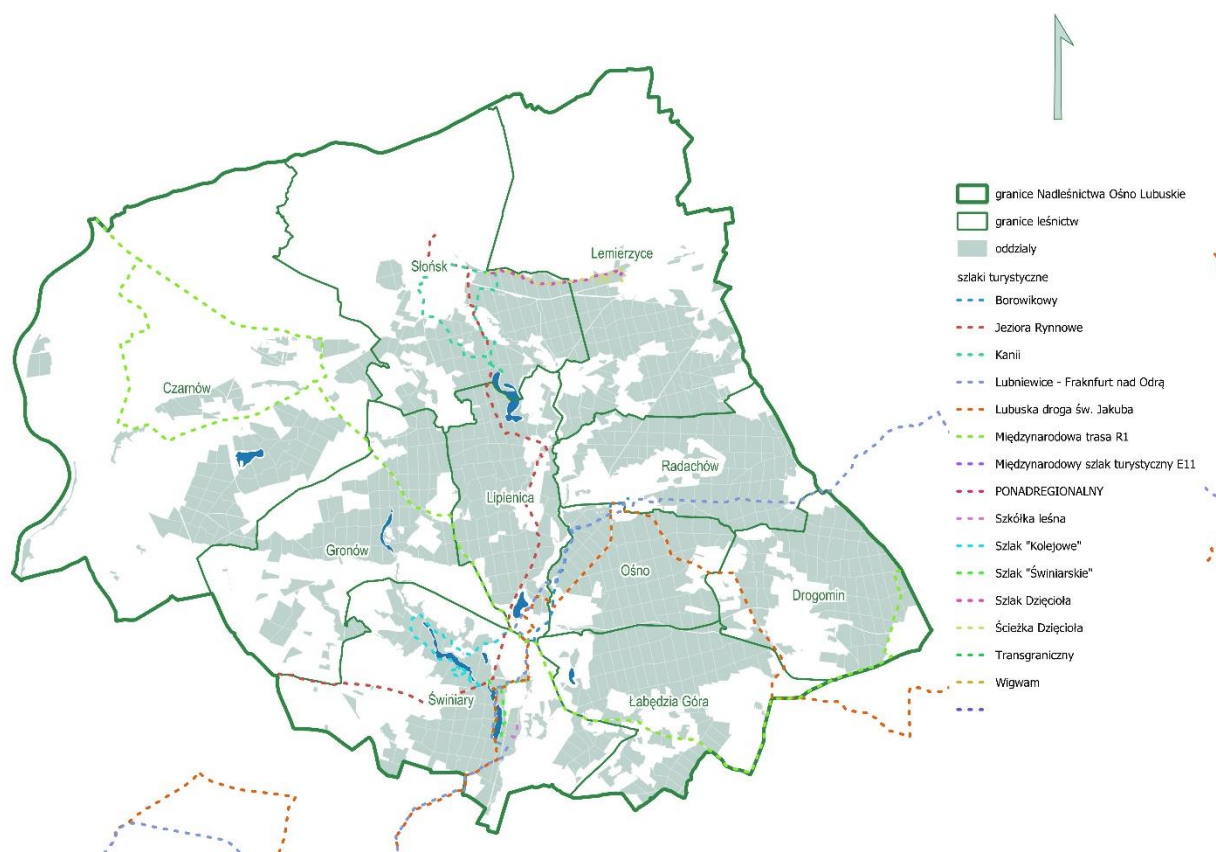 Słońsk
Lemierzyce
Czarnów
Radachów
Lipienica
Gronów
Ośno
Drogomin
Świniary
Łabędzia Góra
granice Nadleśnictwa Ośno Lubuskie
granice leśnictw
oddziały
szlaki turystyczne
Borowikowy
Jeziora Rynnowe
Kanii
Lubniewice - Fraknfurt nad Odrą
Lubuska droga św. Jakuba
Międzynarodowa trasa R1
Międzynarodowy szlak turystyczny E11
PONADREGIONALNY
Szkółka leśna
Szlak "Kolejowe"
Szlak "Świniarskie"
Szlak Dzięcioła
Ścieżka Dzięcioła
Transgraniczny
Wigwam